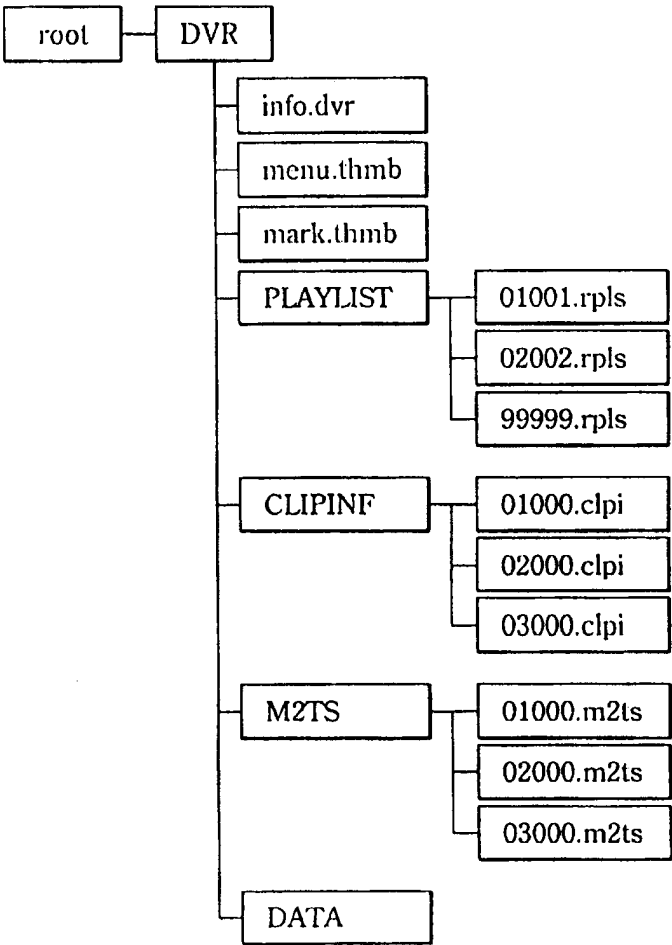 root DVR
info.dvr
menu.thmb
mark.thmb
PLAYLIST 01001.rpls
02002.rpls
99999.rpls
CLIPINF 01000.clpi
02000.clpi
03000.clpi
M2TS 01000.m2ts
02000.m2ts
03000.m2ts
DATA